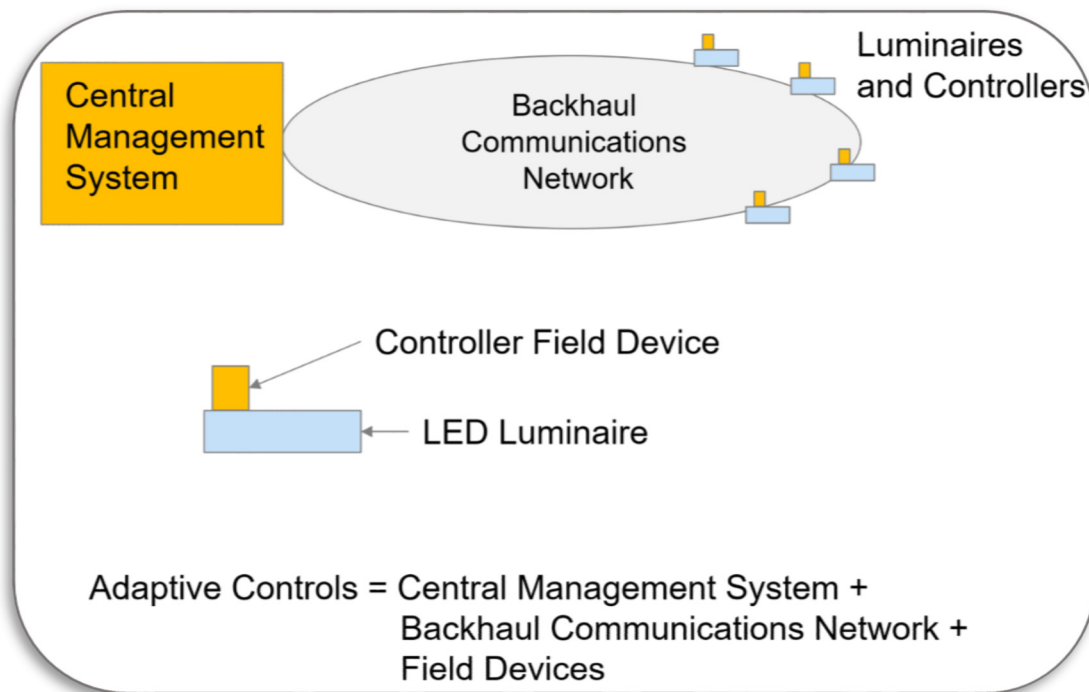 Central
Management
System
Backhaul
Communications
Network
Luminaires
and Controllers
Controller Field Device
LED Luminaire
Adaptive Controls = Central Management System +
Backhaul Communications Network +
Field Devices